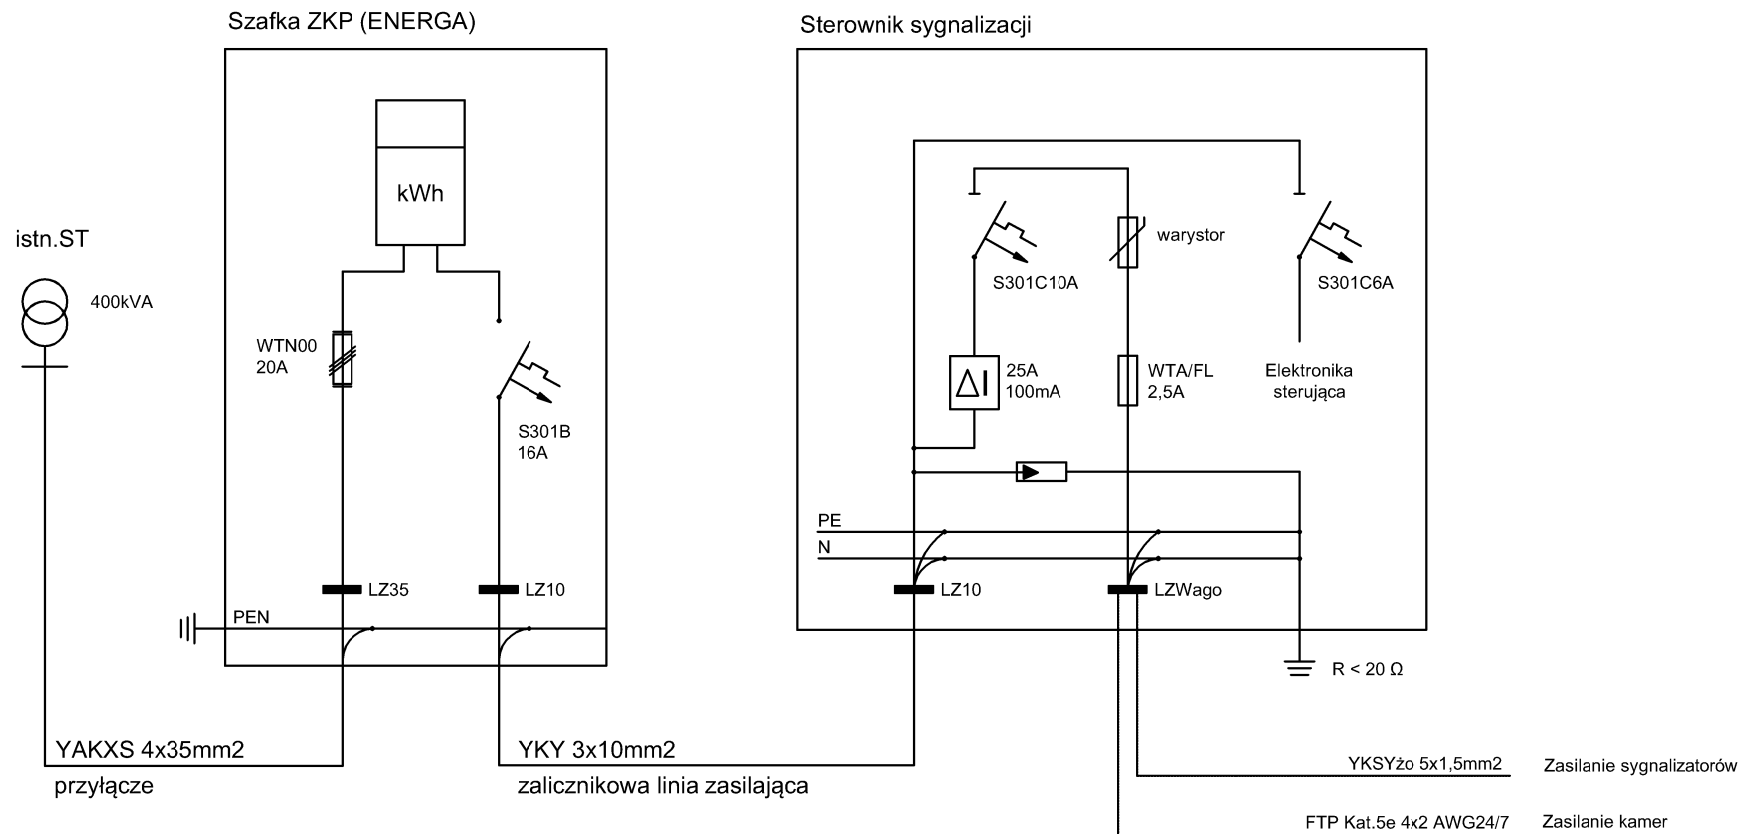 Szafka ZKP (ENERGA)
Sterownik sygnalizacji
kWh
istn.ST
400kVA
WTN00
20A
S301B
16A
warystor
S301C10A
S301C6A
25A
100mA
WTA/FL
2,5A
Elektronika
sterująca
PE
N
LZ35
LZ10
LZ10
LZWago
PEN
R < 20 Ω
YAKXS 4x35mm2
przyłącze
YKY 3x10mm2
zalicznikowa linia zasilająca
YKSYżo 5x1,5mm2
Zasilanie sygnalizatorów
FTP Kat.5e 4x2 AWG24/7
Zasilanie kamer